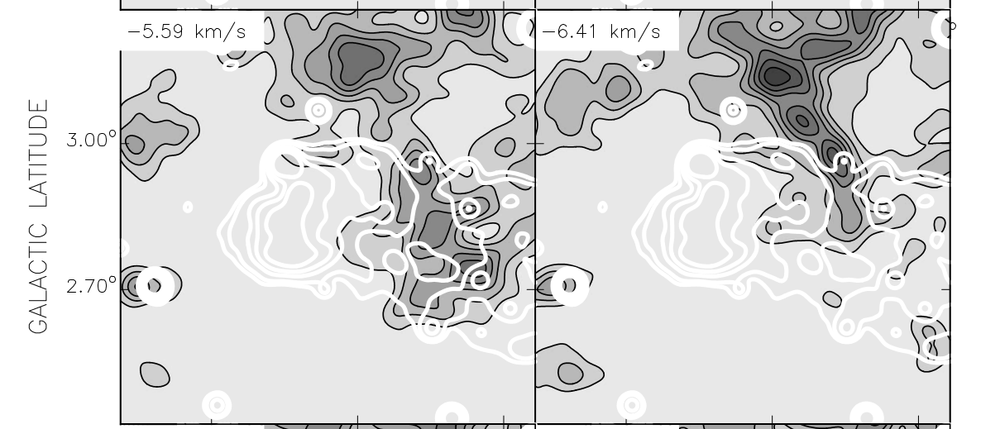 −5.59 km/s
−6.41 km/s
GALACTIC LATITUDE
3.00°
2.70°